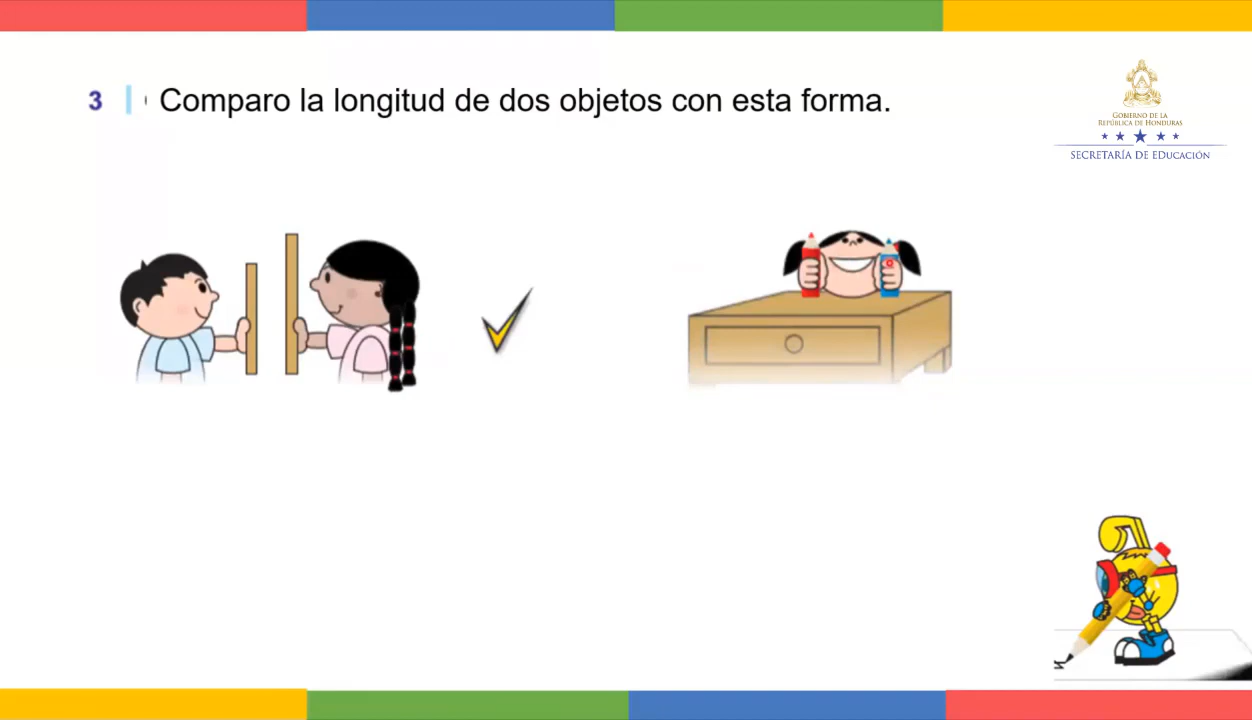 3 Comparo la longitud de dos objetos con esta forma.
GOBIERNO DE LA
REPÚBLICA DE HONDURAS
SECRETARÍA DE EDUCACIÓN